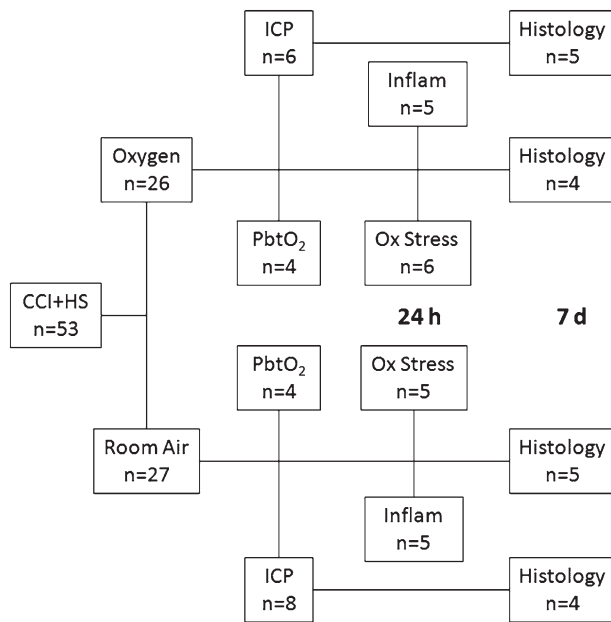 ICP
n=6
Histology
n=5
Inflam
n=5
Oxygen
n=26
Histology
n=4
PbtO₂
n=4
Ox Stress
n=6
CCI+HS
n=53
24 h
7 d
PbtO₂
n=4
Ox Stress
n=5
Room Air
n=27
Histology
n=5
Inflam
n=5
ICP
n=8
Histology
n=4